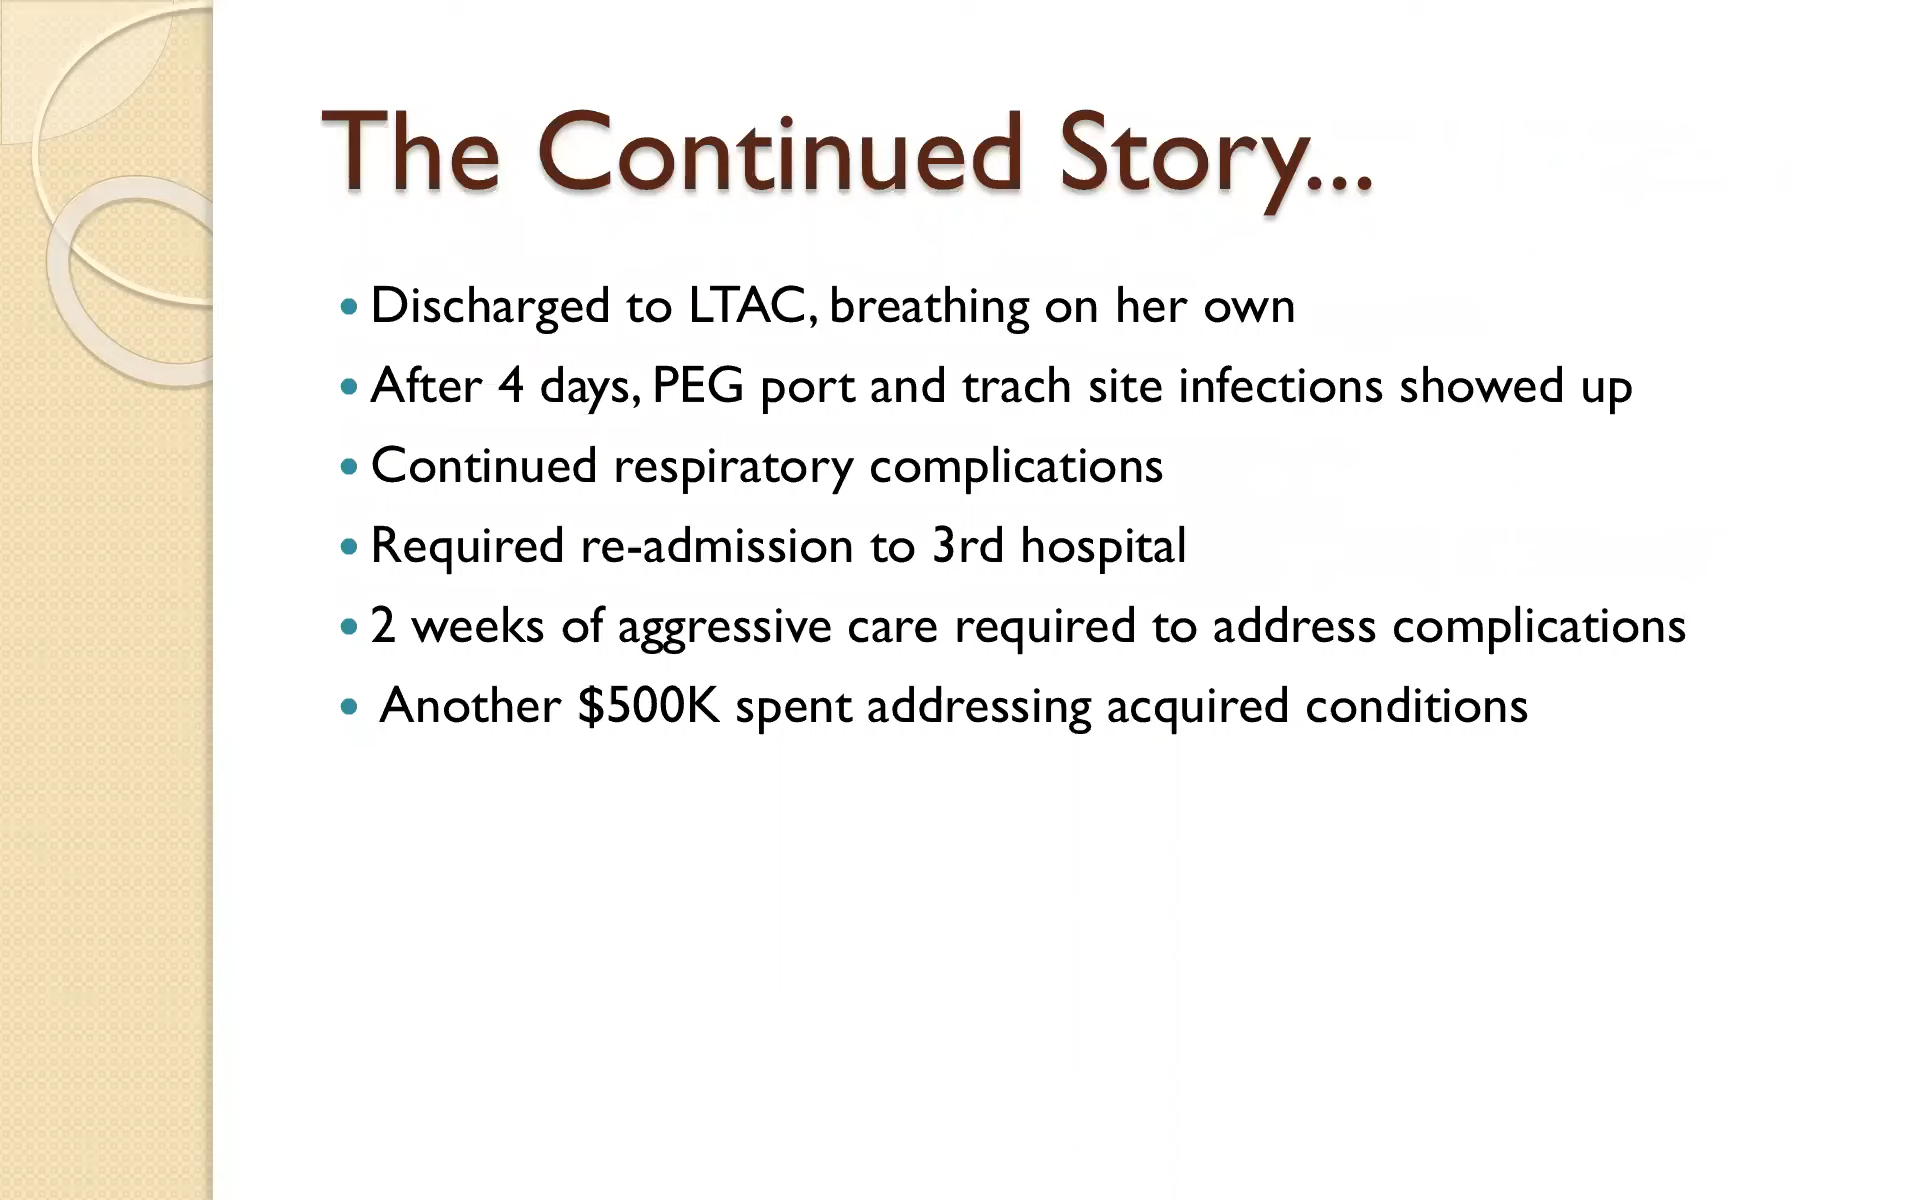 The Continued Story...
• Discharged to LTAC, breathing on her own
• After 4 days, PEG port and trach site infections showed up
• Continued respiratory complications
• Required re-admission to 3rd hospital
• 2 weeks of aggressive care required to address complications
• Another $500K spent addressing acquired conditions